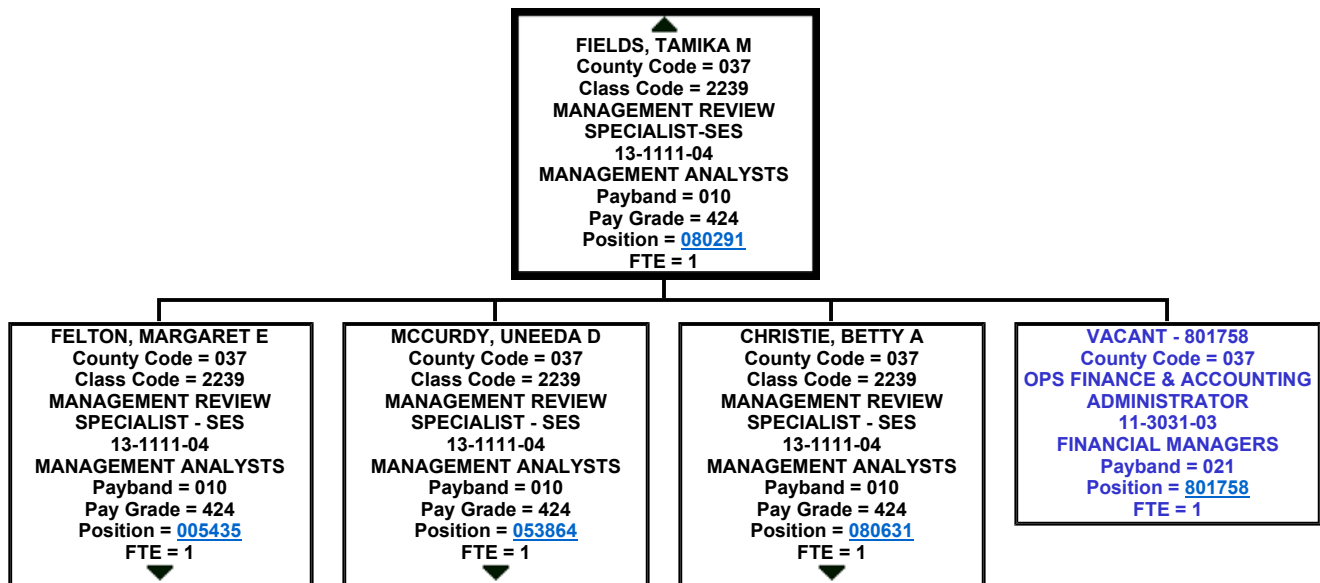 FIELDS, TAMIKA M
County Code = 037
Class Code = 2239
MANAGEMENT REVIEW
SPECIALIST-SES
13-1111-04
MANAGEMENT ANALYSTS
Payband = 010
Pay Grade = 424
Position = 080291
FTE = 1
FELTON, MARGARET E
County Code = 037
Class Code = 2239
MANAGEMENT REVIEW
SPECIALIST - SES
13-1111-04
MANAGEMENT ANALYSTS
Payband = 010
Pay Grade = 424
Position = 005435
FTE = 1
MCCURDY, UNEEDA D
County Code = 037
Class Code = 2239
MANAGEMENT REVIEW
SPECIALIST - SES
13-1111-04
MANAGEMENT ANALYSTS
Payband = 010
Pay Grade = 424
Position = 053864
FTE = 1
CHRISTIE, BETTY A
County Code = 037
Class Code = 2239
MANAGEMENT REVIEW
SPECIALIST - SES
13-1111-04
MANAGEMENT ANALYSTS
Payband = 010
Pay Grade = 424
Position = 080631
FTE = 1
VACANT - 801758
County Code = 037
OPS FINANCE & ACCOUNTING
ADMINISTRATOR
11-3031-03
FINANCIAL MANAGERS
Payband = 021
Position = 801758
FTE = 1